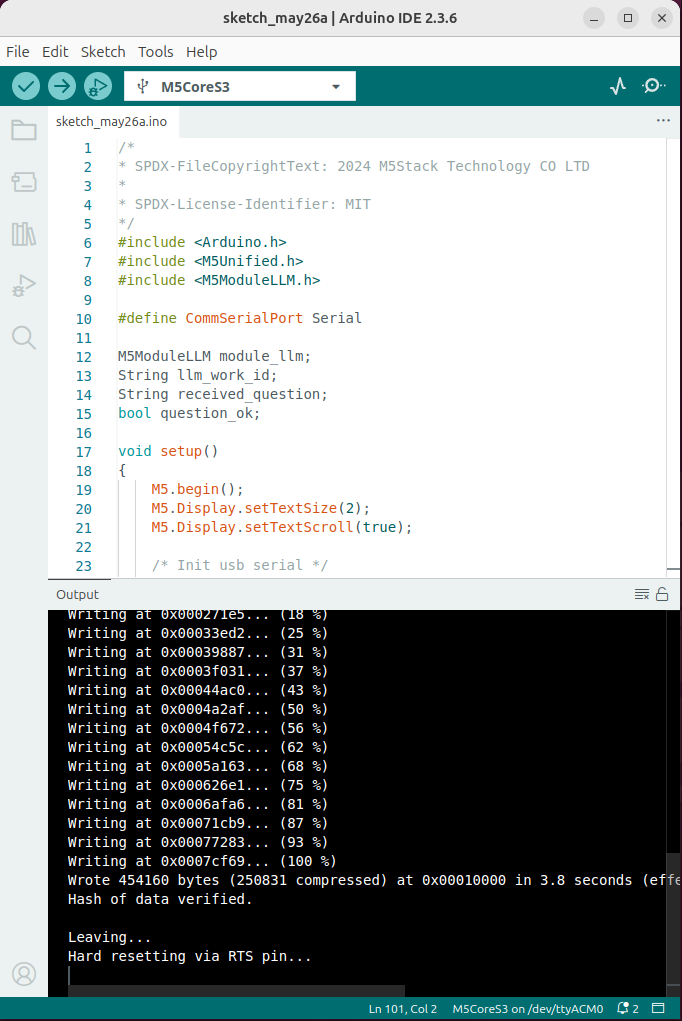 sketch_may26a | Arduino IDE 2.3.6
File Edit Sketch Tools Help
M5CoreS3
sketch_may26a.ino
1 /*
2 * SPDX-FileCopyrightText: 2024 M5Stack Technology CO LTD
3 *
4 * SPDX-License-Identifier: MIT
5 */
6 #include <Arduino.h>
7 #include <M5Unified.h>
8 #include <M5ModuleLLM.h>
9
10 #define CommSerialPort Serial
11
12 M5ModuleLLM module_llm;
13 String llm_work_id;
14 String received_question;
15 bool question_ok;
16
17 void setup()
18 {
19 M5.begin();
20 M5.Display.setTextSize(2);
21 M5.Display.setTextScroll(true);
22
23 /* Init usb serial */
Output
Writing at 0x000271e5... (18 %)
Writing at 0x00033ed2... (25 %)
Writing at 0x00039887... (31 %)
Writing at 0x0003f031... (37 %)
Writing at 0x00044ac0... (43 %)
Writing at 0x0004a2af... (50 %)
Writing at 0x0004f672... (56 %)
Writing at 0x00054c5c... (62 %)
Writing at 0x0005a163... (68 %)
Writing at 0x000626e1... (75 %)
Writing at 0x0006afa6... (81 %)
Writing at 0x00071cb9... (87 %)
Writing at 0x00077283... (93 %)
Writing at 0x0007cf69... (100 %)
Wrote 454160 bytes (250831 compressed) at 0x00010000 in 3.8 seconds (effe
Hash of data verified.
Leaving...
Hard resetting via RTS pin...
Ln 101, Col 2 M5CoreS3 on /dev/ttyACM0 2